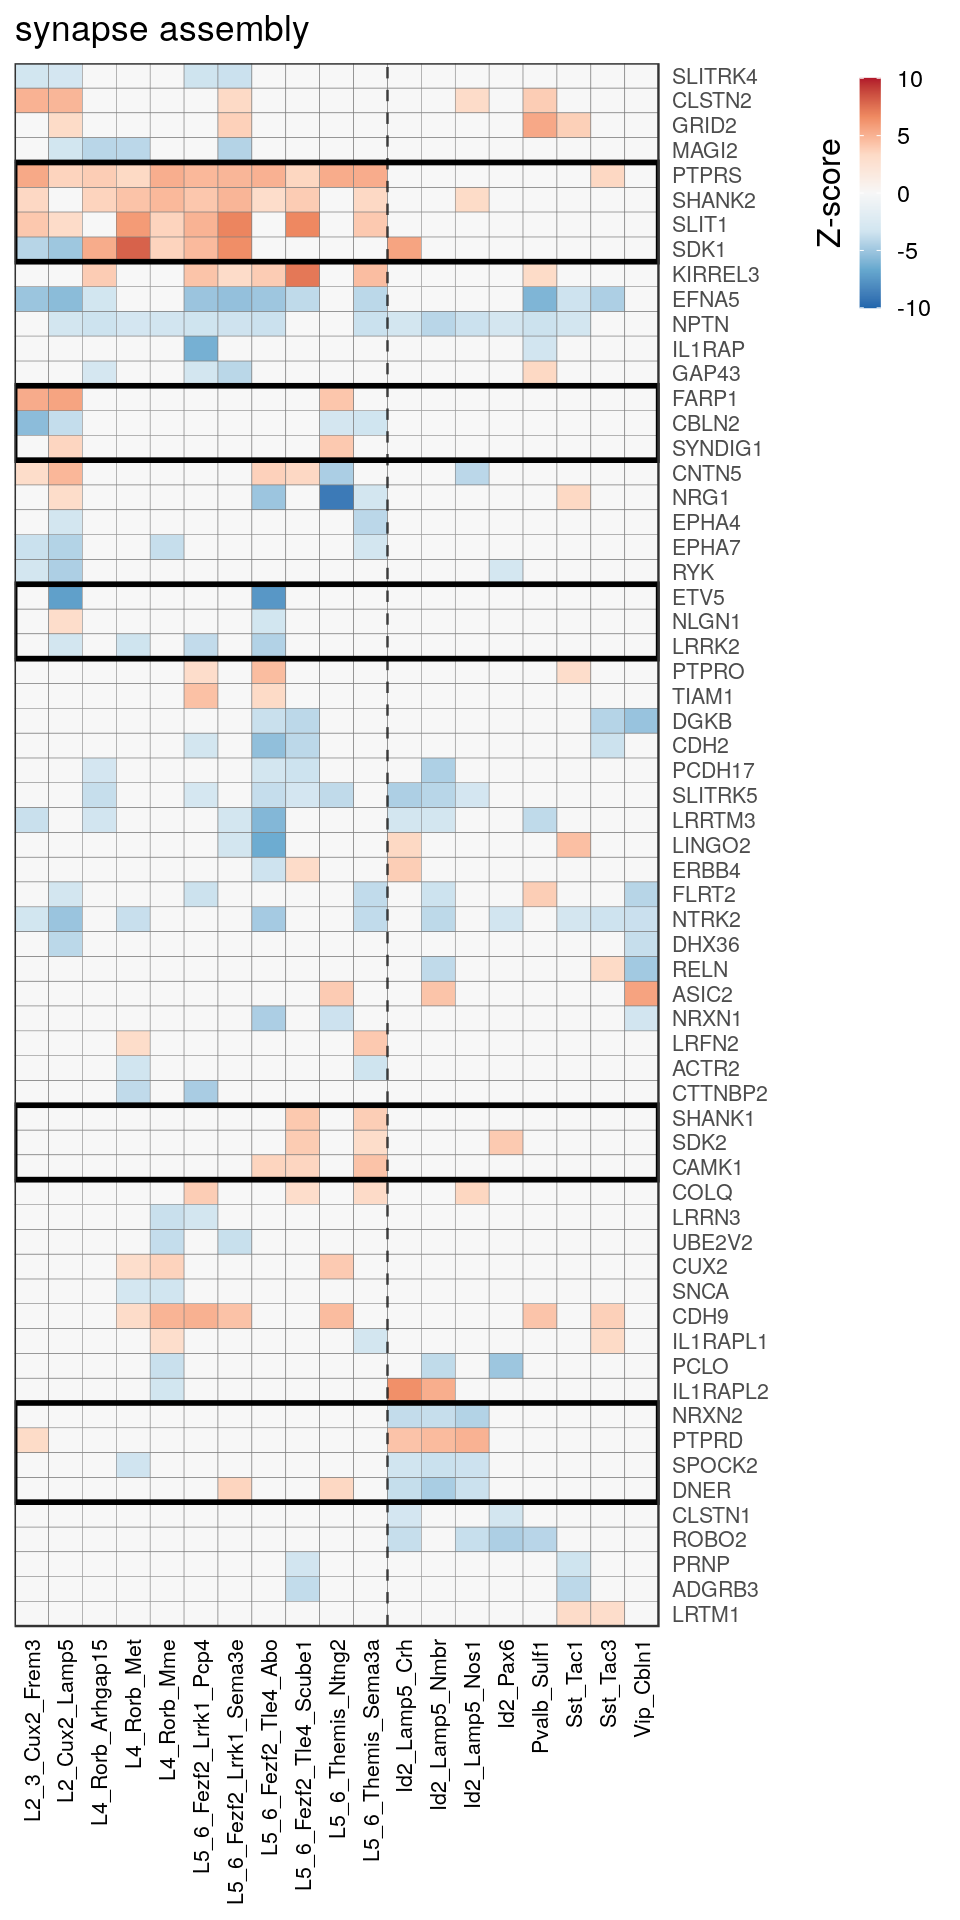 synapse assembly
SLITRK4
CLSTN2
GRID2
MAGI2
PTPRS
SHANK2
SLIT1
SDK1
KIRREL3
EFNA5
NPTN
IL1RAP
GAP43
FARP1
CBLN2
SYNDIG1
CNTN5
NRG1
EPHA4
EPHA7
RYK
ETV5
NLGN1
LRRK2
PTPRO
TIAM1
DGKB
CDH2
PCDH17
SLITRK5
LRRTM3
LINGO2
ERBB4
FLRT2
NTRK2
DHX36
RELN
ASIC2
NRXN1
LRFN2
ACTR2
CTTNBP2
SHANK1
SDK2
CAMK1
COLQ
LRRN3
UBE2V2
CUX2
SNCA
CDH9
IL1RAPL1
PCLO
IL1RAPL2
NRXN2
PTPRD
SPOCK2
DNER
CLSTN1
ROBO2
PRNP
ADGRB3
LRTM1
L2_3_Cux2_Frem3
L2_Cux2_Lamp5
L4_Rorb_Arhgap15
L4_Rorb_Met
L4_Rorb_Mme
L5_6_Fezf2_Lrrk1_Pcp4
L5_6_Fezf2_Lrrk1_Sema3e
L5_6_Fezf2_Tle4_Abo
L5_6_Fezf2_Tle4_Scube1
L5_6_Themis_Ntng2
L5_6_Themis_Sema3a
Id2_Lamp5_Crh
Id2_Lamp5_Nmbr
Id2_Lamp5_Nos1
Id2_Pax6
Pvalb_Sulf1
Sst_Tac1
Sst_Tac3
Vip_Cbln1
Z-score
10
5
0
-5
-10